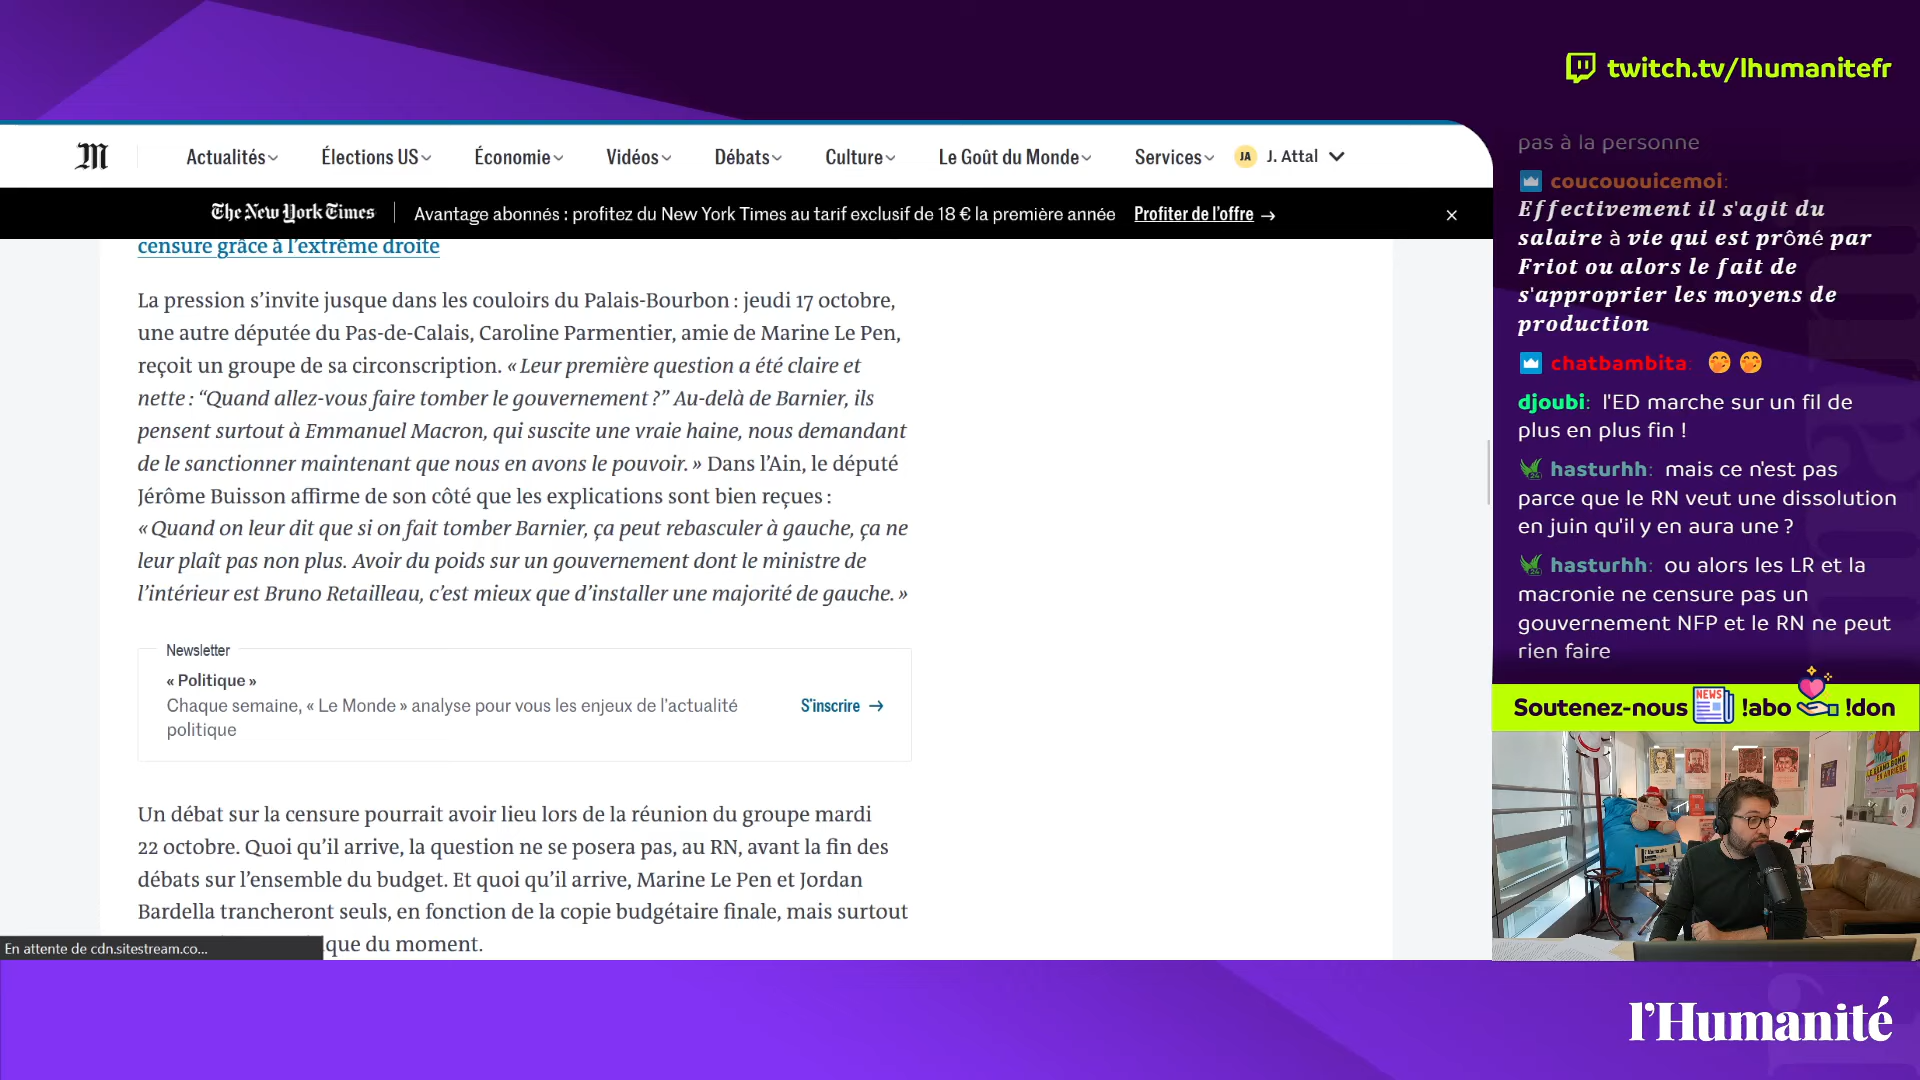 twitch.tv/lhumanitefr
M
Actualités
Élections US
Économie
Vidéos
Débats
Culture
Le Goût du Monde
Services
JA
J. Attal
The New York Times
Avantage abonnés : profitez du New York Times au tarif exclusif de 18 € la première année
Profiter de l'offre →
censure grâce à l'extrême droite
La pression s'invite jusque dans les couloirs du Palais-Bourbon : jeudi 17 octobre,
une autre députée du Pas-de-Calais, Caroline Parmentier, amie de Marine Le Pen,
reçoit un groupe de sa circonscription. « Leur première question a été claire et
nette : “Quand allez-vous faire tomber le gouvernement ?” Au-delà de Barnier, ils
pensent surtout à Emmanuel Macron, qui suscite une vraie haine, nous demandant
de le sanctionner maintenant que nous en avons le pouvoir. » Dans l'Ain, le député
Jérôme Buisson affirme de son côté que les explications sont bien reçues :
« Quand on leur dit que si on fait tomber Barnier, ça peut rebasculer à gauche, ça ne
leur plaît pas non plus. Avoir du poids sur un gouvernement dont le ministre de
l'intérieur est Bruno Retailleau, c'est mieux que d'installer une majorité de gauche. »
Newsletter
« Politique »
Chaque semaine, « Le Monde » analyse pour vous les enjeux de l'actualité
politique
S'inscrire →
Un débat sur la censure pourrait avoir lieu lors de la réunion du groupe mardi
22 octobre. Quoi qu'il arrive, la question ne se posera pas, au RN, avant la fin des
débats sur l'ensemble du budget. Et quoi qu'il arrive, Marine Le Pen et Jordan
Bardella trancheront seuls, en fonction de la copie budgétaire finale, mais surtout
que du moment.
En attente de cdn.sitestream.co...
pas à la personne
coucououicemoi:
Effectivement il s'agit du
salaire à vie qui est prôné par
Friot ou alors le fait de
s'approprier les moyens de
production
chatbambita:
djoubi: l'ED marche sur un fil de
plus en plus fin !
hasturhh: mais ce n'est pas
parce que le RN veut une dissolution
en juin qu'il y en aura une ?
hasturhh: ou alors les LR et la
macronie ne censure pas un
gouvernement NFP et le RN ne peut
rien faire
Soutenez-nous NEWS !abo !don
l'Humanité